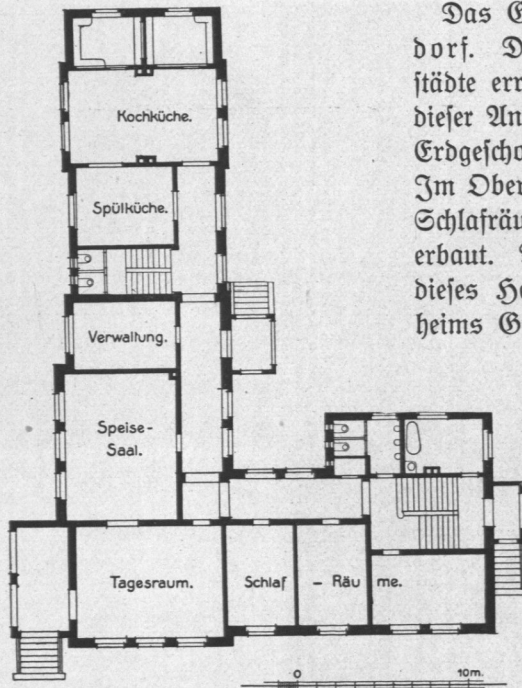 Das E
dorf. D
ſtädte err
dieſer An
Erdgeſcho
Im Ober
Schlafräu
erbaut.
dieſes H
heims G
Kochküche.
Spülküche.
Verwaltung.
Speise-
Saal.
Tagesraum.
Schlaf – Räu me.
0 10m.